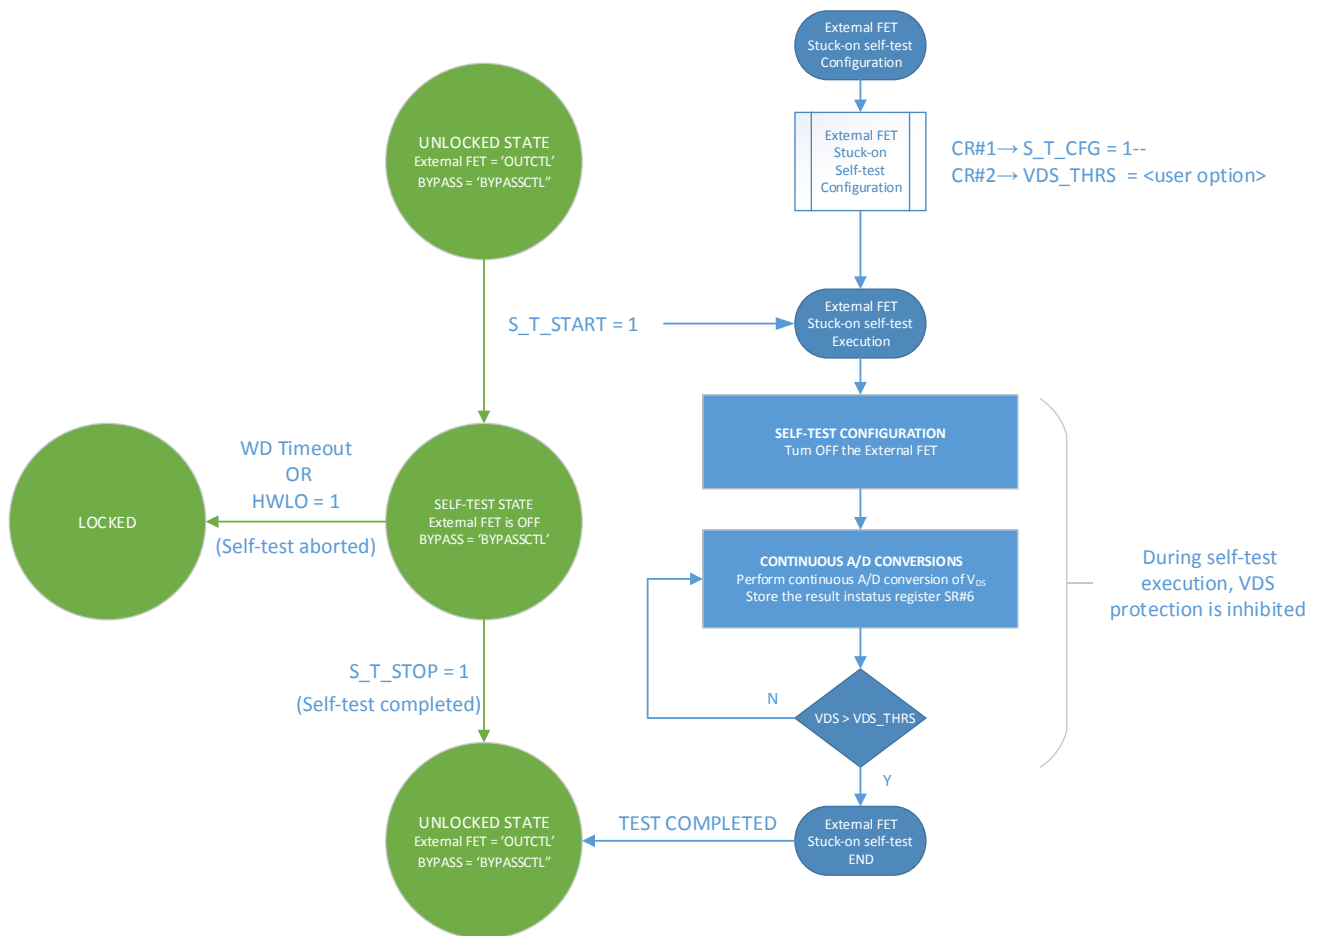 External FET
Stuck-on self-test
Configuration
UNLOCKED STATE
External FET = ‘OUTCTL’
BYPASS = ‘BYPASSCTL’’
External FET
Stuck-on
Self-test
Configuration
CR#1→ S_T_CFG = 1--
CR#2→ VDS_THRS = <user option>
S_T_START = 1
External FET
Stuck-on self-test
Execution
SELF-TEST CONFIGURATION
Turn OFF the External FET
WD Timeout
OR
HWLO = 1
(Self-test aborted)
LOCKED
SELF-TEST STATE
External FET is OFF
BYPASS = ‘BYPASSCTL’
CONTINUOUS A/D CONVERSIONS
Perform continuous A/D conversion of VDS
Store the result instatus register SR#6
During self-test
execution, VDS
protection is inhibited
S_T_STOP = 1
(Self-test completed)
N
VDS > VDS_THRS
Y
UNLOCKED STATE
External FET = ‘OUTCTL’
BYPASS = ‘BYPASSCTL’’
TEST COMPLETED
External FET
Stuck-on self-test
END